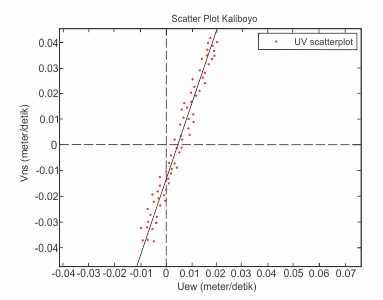 Scatter Plot Kaliboyo
UV scatterplot
0.04
0.03
0.02
0.01
0
-0.01
-0.02
-0.03
-0.04
Vns (meter/detik)
-0.04 -0.03 -0.02 -0.01 0 0.01 0.02 0.03 0.04 0.05 0.06 0.07
Uew (meter/detik)